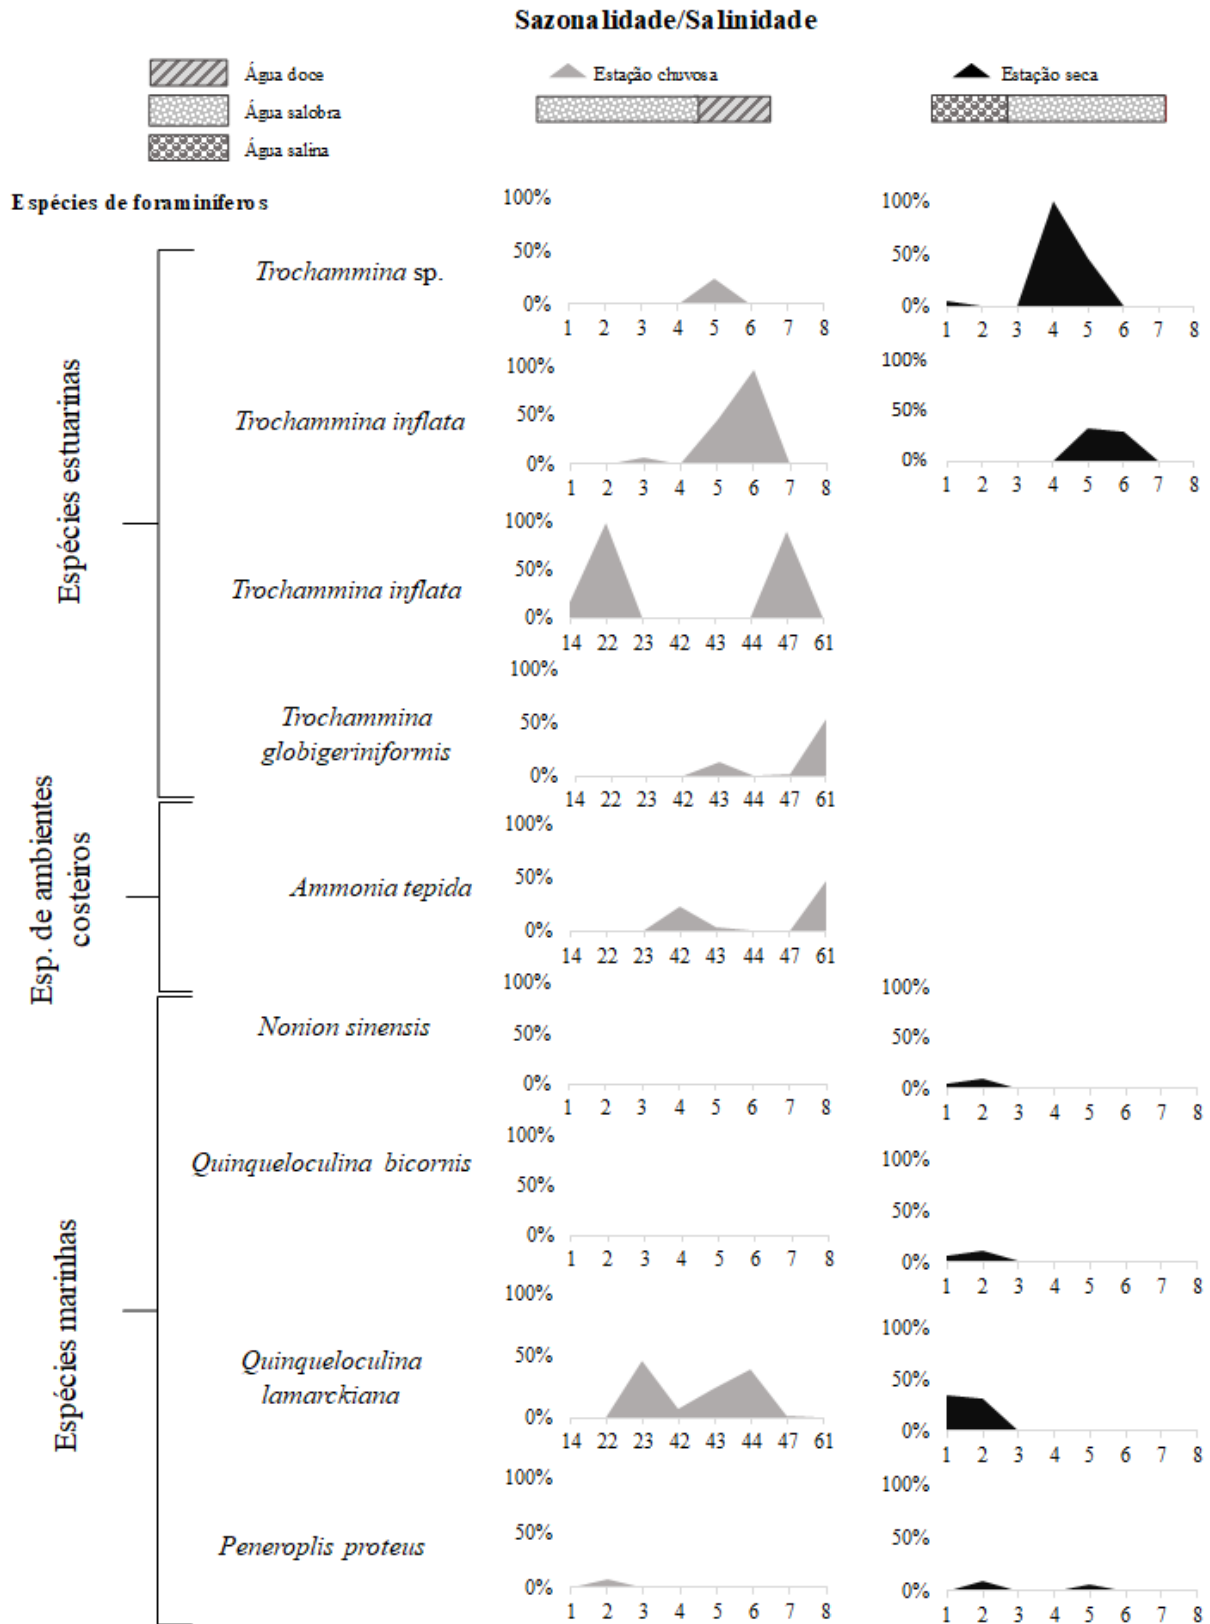 Sazonalidade/Salinidade
Água doce
Estação chuvosa
Estação seca
Água salobra
Água salina
Espécies de foraminíferos
Espécies estuarinas
Trochammina sp.
100%
50%
0%
1 2 3 4 5 6 7 8
100%
50%
0%
1 2 3 4 5 6 7 8
Trochammina inflata
100%
50%
0%
1 2 3 4 5 6 7 8
100%
50%
0%
1 2 3 4 5 6 7 8
Trochammina inflata
100%
50%
0%
14 22 23 42 43 44 47 61
Trochammina
globigeriniformis
100%
50%
0%
14 22 23 42 43 44 47 61
Esp. de ambientes
costeiros
Ammonia tepida
100%
50%
0%
14 22 23 42 43 44 47 61
Espécies marinhas
Nonion sinensis
100%
50%
0%
1 2 3 4 5 6 7 8
100%
50%
0%
1 2 3 4 5 6 7 8
Quinqueloculina bicornis
100%
50%
0%
1 2 3 4 5 6 7 8
100%
50%
0%
1 2 3 4 5 6 7 8
Quinqueloculina
lamarckiana
100%
50%
0%
14 22 23 42 43 44 47 61
100%
50%
0%
1 2 3 4 5 6 7 8
Peneroplis proteus
100%
50%
0%
1 2 3 4 5 6 7 8
100%
50%
0%
1 2 3 4 5 6 7 8